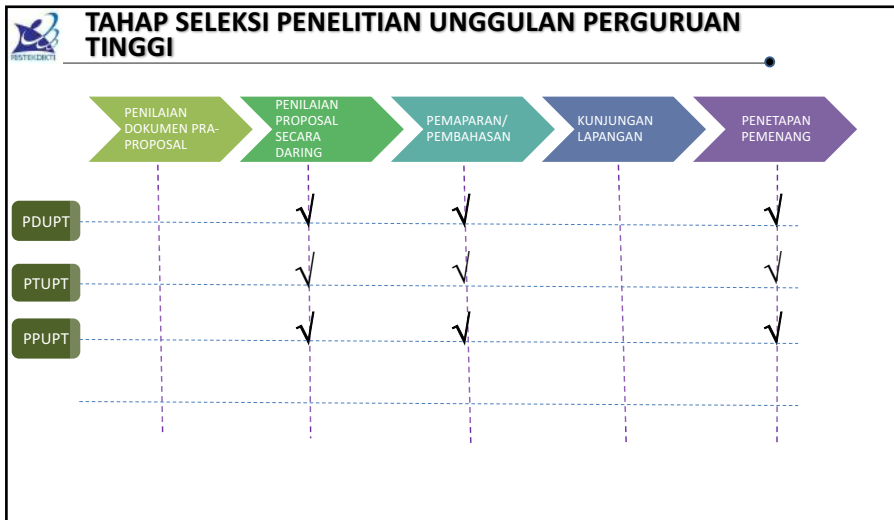 TAHAP SELEKSI PENELITIAN UNGGULAN PERGURUAN
TINGGI
RISTEKDIKTI
PENILAIAN
DOKUMEN PRA-
PROPOSAL
PENILAIAN
PROPOSAL
SECARA
DARING
PEMAPARAN/
PEMBAHASAN
KUNJUNGAN
LAPANGAN
PENETAPAN
PEMENANG
PDUPT √ √ √
PTUPT √ √ √
PPUPT √ √ √